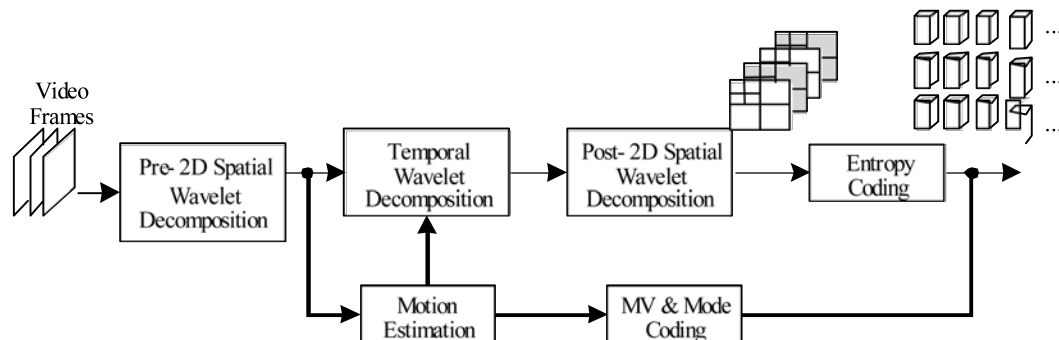 Video
Frames
Pre- 2D Spatial
Wavelet
Decomposition
Temporal
Wavelet
Decomposition
Post- 2D Spatial
Wavelet
Decomposition
Entropy
Coding
...
...
...
Motion
Estimation
MV & Mode
Coding